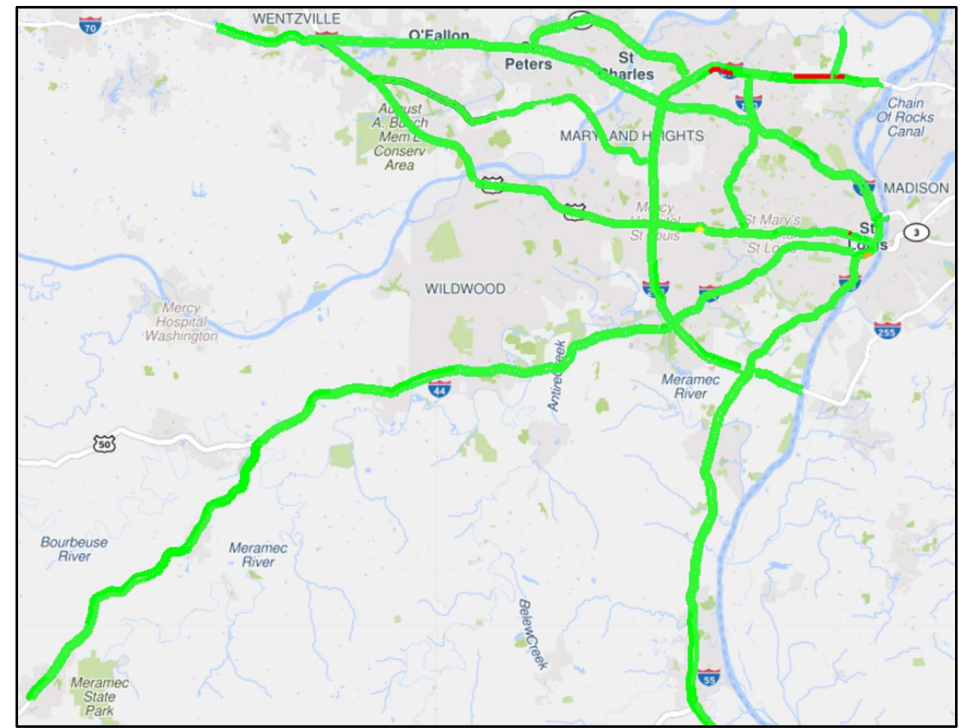 WENTZVILLE
70
O'Fallon
Peters
St
Charles
August
A. Busch
Mem L
Conserv
Area
MARYLAND HEIGHTS
Chain
Of Rocks
Canal
MADISON
Mercy
Hospital
St Louis
St Mary's
St L
St
Louis
3
WILDWOOD
Mercy
Hospital
Washington
255
Antire Creek
44
Meramec
River
50
Bourbeuse
River
Meramec
River
Belew Creek
Meramec
State
Park
55